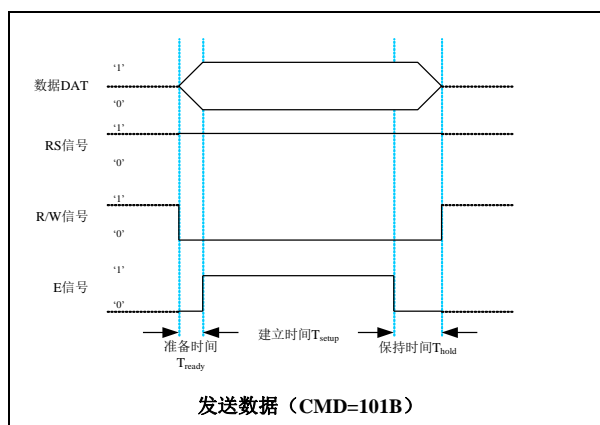 ‘1’
数据DAT
‘0’
‘1’
RS信号
‘0’
‘1’
R/W信号
‘0’
‘1’
E信号
‘0’
准备时间
Tready
建立时间Tsetup
保持时间Thold
发送数据（CMD=101B）